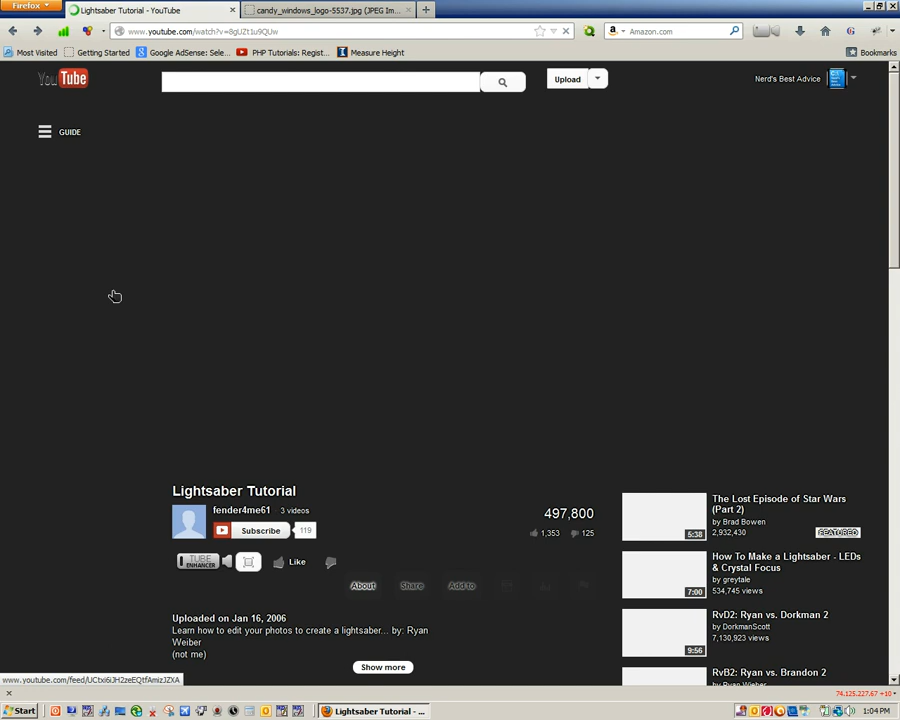 Firefox
Lightsaber Tutorial - YouTube
candy_windows_logo-5537.jpg (JPEG Im...
www.youtube.com/watch?v=8gUZt1u9QUw
Amazon.com
Most Visited
Getting Started
Google AdSense: Sele...
PHP Tutorials: Regist...
Measure Height
Bookmarks
YouTube
Upload
Nerd's Best Advice
GUIDE
Lightsaber Tutorial
fender4me61 · 3 videos
Subscribe
119
497,800
1,353
125
TUBE ENHANCER
Like
About
Share
Add to
Uploaded on Jan 16, 2006
Learn how to edit your photos to create a lightsaber... by: Ryan
Weiber
(not me)
Show more
5:38
The Lost Episode of Star Wars
(Part 2)
by Brad Bowen
2,932,430
FEATURED
7:00
How To Make a Lightsaber - LEDs
& Crystal Focus
by greytale
534,745 views
9:56
RvD2: Ryan vs. Dorkman 2
by DorkmanScott
7,130,923 views
RvB2: Ryan vs. Brandon 2
www.youtube.com/feed/UCtxi6iJH2zeEQtfAmizJZXA
74.125.227.67 +10
Start
Lightsaber Tutorial - ...
1:04 PM